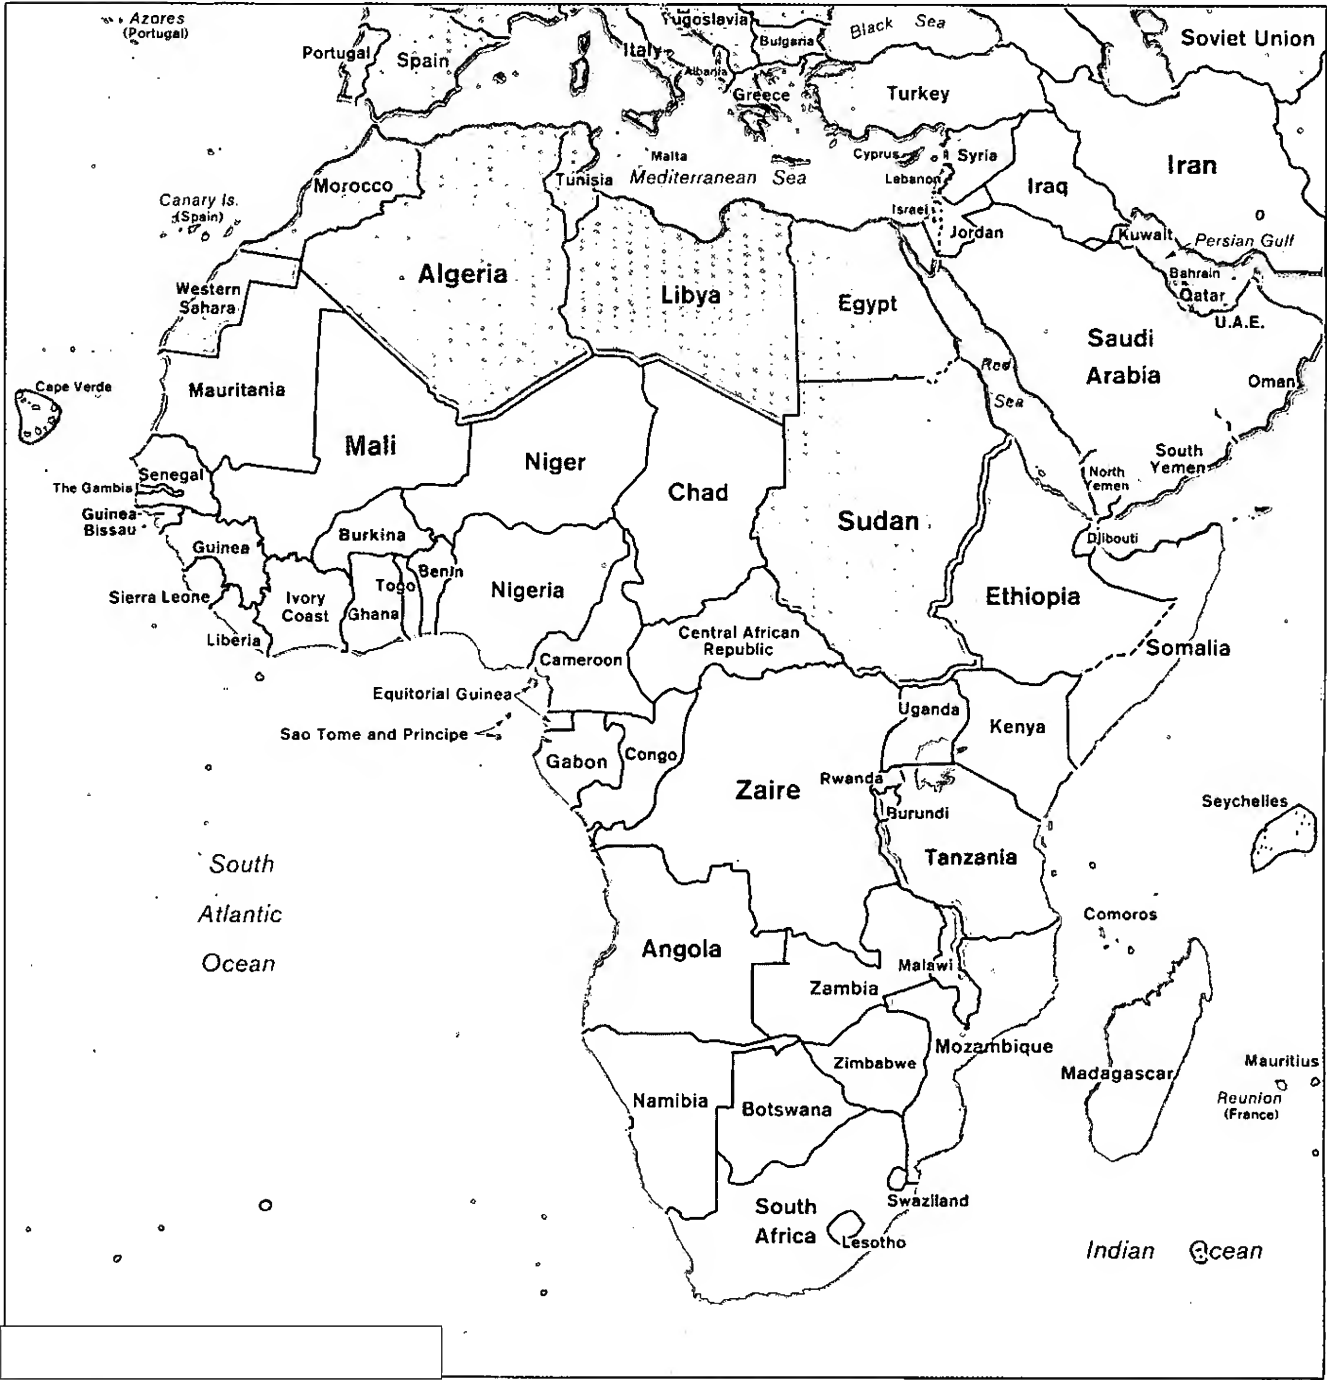 Azores
(Portugal)
Portugal
Spain
Italy
Yugoslavia
Albania
Bulgaria
Greece
Black Sea
Turkey
Soviet Union
Malta
Mediterranean Sea
Cyprus
Syria
Lebanon
Israel
Jordan
Iraq
Iran
Kuwait
Persian Gulf
Bahrain
Qatar
U.A.E.
Saudi
Arabia
Oman
South
Yemen
North
Yemen
Red
Sea
Canary Is.
(Spain)
Morocco
Tunisia
Algeria
Libya
Egypt
Western
Sahara
Cape Verde
Mauritania
Mali
Niger
Chad
Sudan
Senegal
The Gambia
Guinea-
Bissau
Guinea
Sierra Leone
Liberia
Ivory
Coast
Burkina
Ghana
Togo
Benin
Nigeria
Djibouti
Ethiopia
Somalia
Central African
Republic
Cameroon
Equitorial Guinea
Sao Tome and Principe
Gabon
Congo
Zaire
Uganda
Kenya
Rwanda
Burundi
Tanzania
Seychelles
South
Atlantic
Ocean
Comoros
Angola
Zambia
Malawi
Mozambique
Zimbabwe
Madagascar
Mauritius
Reunion
(France)
Namibia
Botswana
South
Africa
Swaziland
Lesotho
Indian Ocean